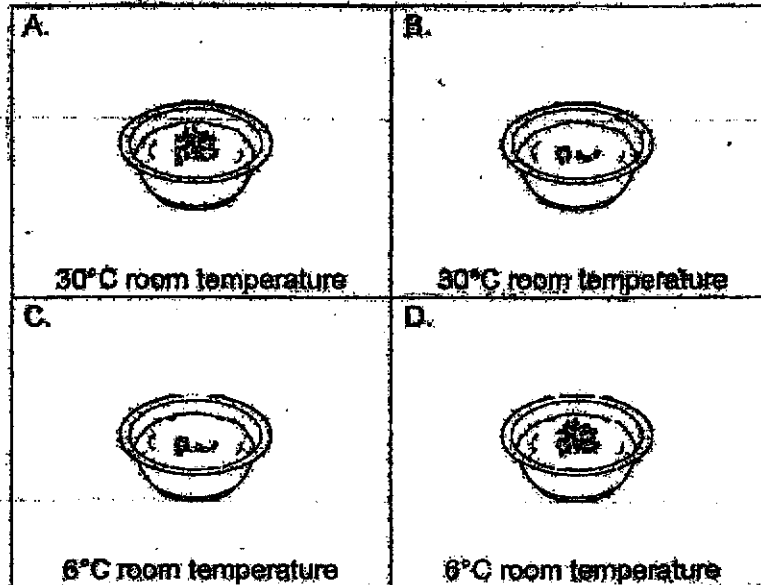 A.
B.
30°C room temperature
30°C room temperature
C.
D.
6°C room temperature
6°C room temperature